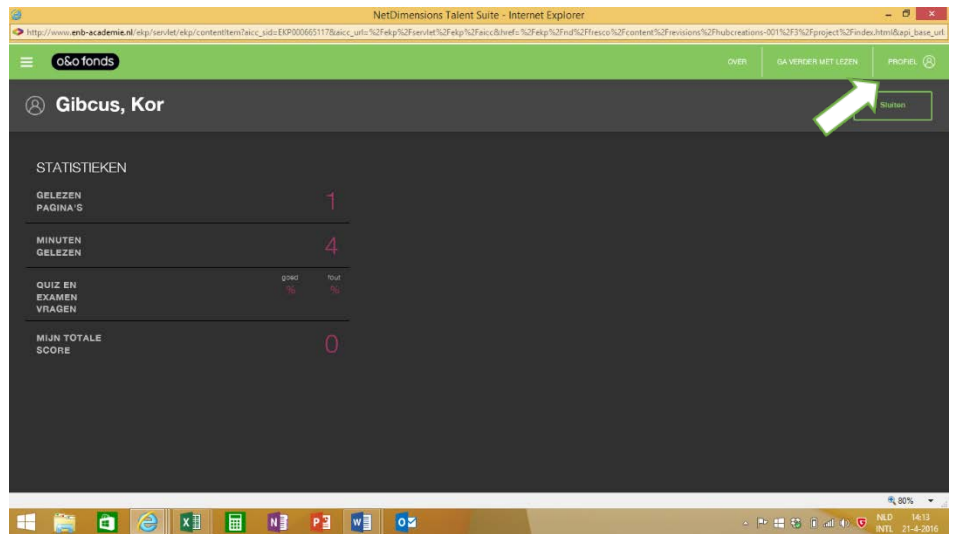 NetDimensions Talent Suite - Internet Explorer
http://www.enb-academie.nl/ekp/servlet/ekp/contentItem?aicc_sid=EKP000665117&aicc_url=%2Fekp%2Fservlet%2Fekp%2Faicc&href=%2Fekp%2Fnd%2Ffresco%2Fcontent%2Frevisions%2Fhubcreations-001%2F3%2Fproject%2Findex.html&api_base_url
o&o fonds
OVER
GA VERDER MET LEZEN
PROFIEL
Gibcus, Kor
Sluiten
STATISTIEKEN
GELEZEN
PAGINA'S
1
MINUTEN
GELEZEN
4
QUIZ EN
EXAMEN
VRAGEN
goed fout
% %
MIJN TOTALE
SCORE
0
80%
NLD 14:13
INTL 21-4-2016